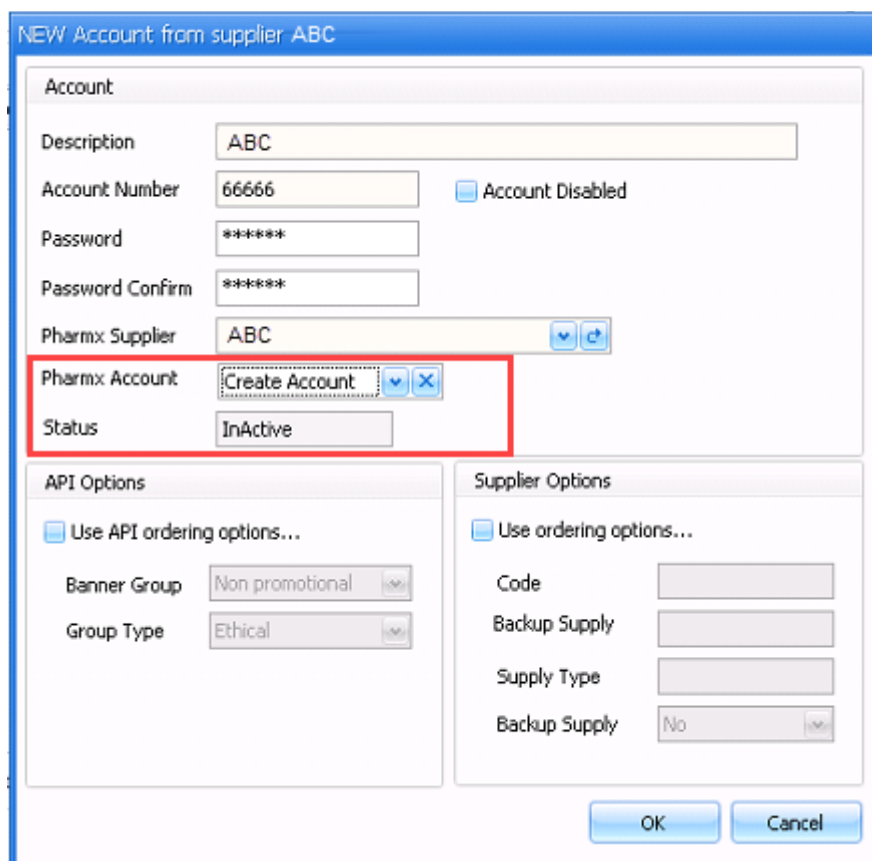 NEW Account from supplier ABC
Account
Description ABC
Account Number 66666 Account Disabled
Password ******
Password Confirm ******
Pharmx Supplier ABC
Pharmx Account Create Account
Status InActive
API Options
Use API ordering options...
Banner Group Non promotional
Group Type Ethical
Supplier Options
Use ordering options...
Code
Backup Supply
Supply Type
Backup Supply No
OK Cancel